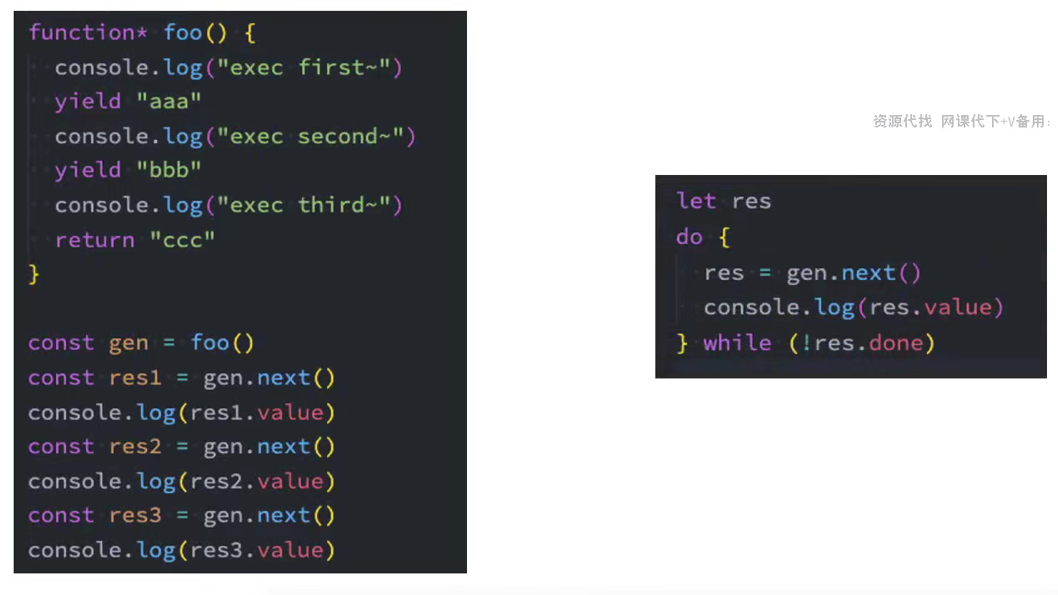 function* foo() {
console.log("exec first~")
yield "aaa"
console.log("exec second~")
yield "bbb"
console.log("exec third~")
return "ccc"
}
const gen = foo()
const res1 = gen.next()
console.log(res1.value)
const res2 = gen.next()
console.log(res2.value)
const res3 = gen.next()
console.log(res3.value)
资源代找 网课代下+V备用:
let res
do {
res = gen.next()
console.log(res.value)
} while (!res.done)